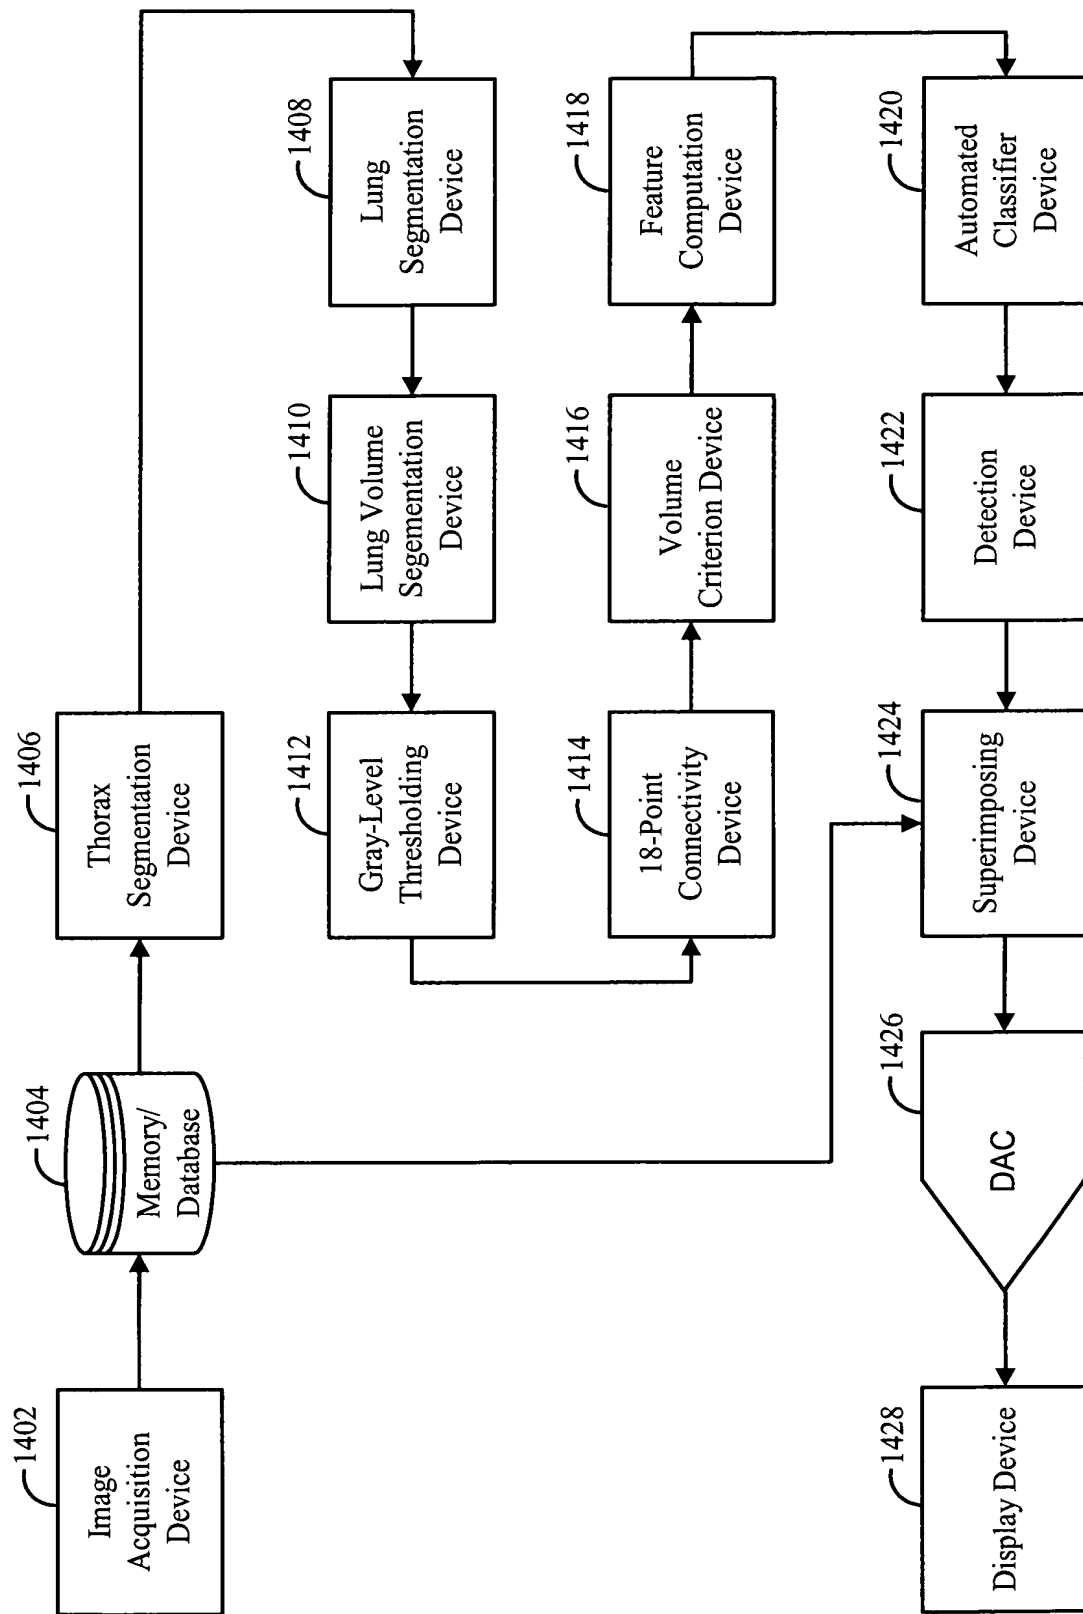 1402
Image
Acquisition
Device
1404
Memory/
Database
1406
Thorax
Segmentation
Device
1408
Lung
Segmentation
Device
1410
Lung Volume
Segementation
Device
1412
Gray-Level
Thresholding
Device
1414
18-Point
Connectivity
Device
1416
Volume
Criterion Device
1418
Feature
Computation
Device
1420
Automated
Classifier
Device
1422
Detection
Device
1424
Superimposing
Device
1426
DAC
1428
Display Device